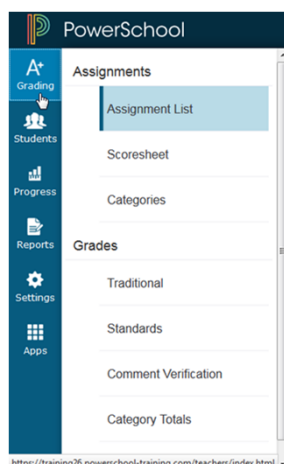 PowerSchool
A+
Grading
Students
Progress
Reports
Settings
Apps
Assignments
Assignment List
Scoresheet
Categories
Grades
Traditional
Standards
Comment Verification
Category Totals
https://training26.powerschool-training.com/teachers/index.html